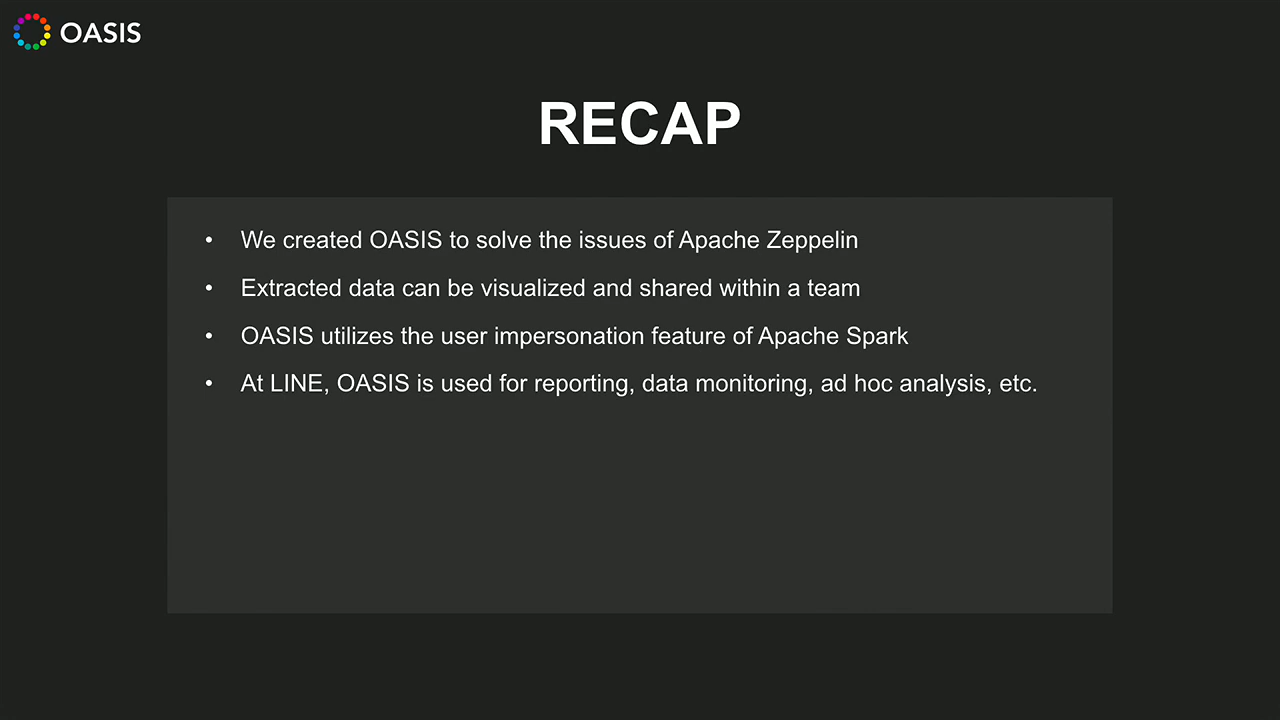 OASIS
RECAP
• We created OASIS to solve the issues of Apache Zeppelin
• Extracted data can be visualized and shared within a team
• OASIS utilizes the user impersonation feature of Apache Spark
• At LINE, OASIS is used for reporting, data monitoring, ad hoc analysis, etc.